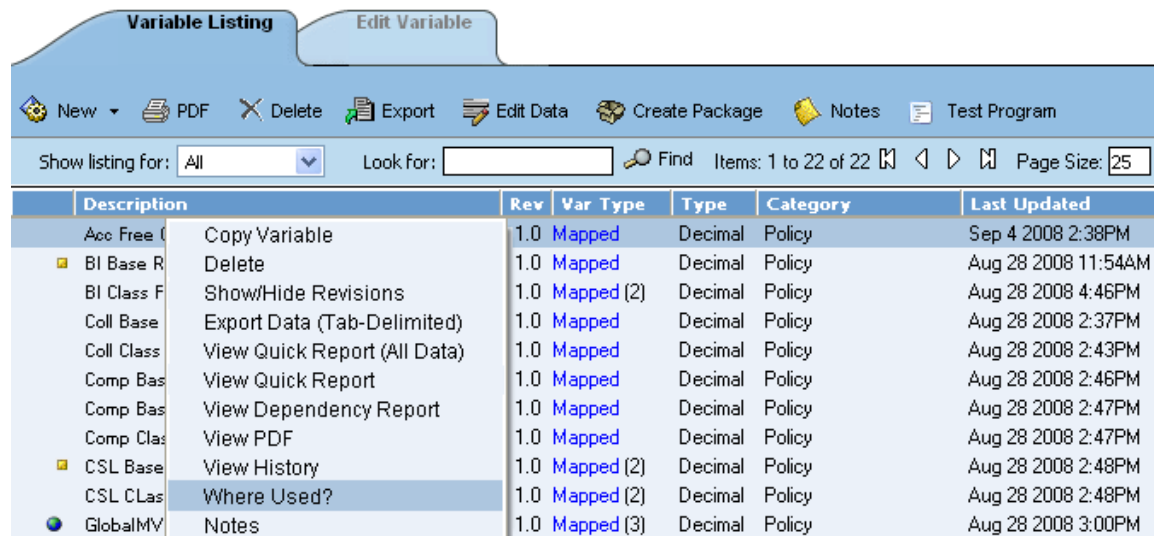 Variable Listing Edit Variable
New PDF Delete Export Edit Data Create Package Notes Test Program
Show listing for: All Look for: Find Items: 1 to 22 of 22 Page Size: 25
Description Rev Var Type Type Category Last Updated
Acc Free Copy Variable 1.0 Mapped Decimal Policy Sep 4 2008 2:38PM
BI Base R Delete 1.0 Mapped Decimal Policy Aug 28 2008 11:54AM
BI Class F Show/Hide Revisions 1.0 Mapped (2) Decimal Policy Aug 28 2008 4:46PM
Coll Base Export Data (Tab-Delimited) 1.0 Mapped Decimal Policy Aug 28 2008 2:37PM
Coll Class View Quick Report (All Data) 1.0 Mapped Decimal Policy Aug 28 2008 2:43PM
Comp Bas View Quick Report 1.0 Mapped Decimal Policy Aug 28 2008 2:46PM
Comp Bas View Dependency Report 1.0 Mapped Decimal Policy Aug 28 2008 2:47PM
Comp Clas View PDF 1.0 Mapped Decimal Policy Aug 28 2008 2:47PM
CSL Base View History 1.0 Mapped (2) Decimal Policy Aug 28 2008 2:48PM
CSL CLas Where Used? 1.0 Mapped (2) Decimal Policy Aug 28 2008 2:48PM
GlobalMV Notes 1.0 Mapped (3) Decimal Policy Aug 28 2008 3:00PM